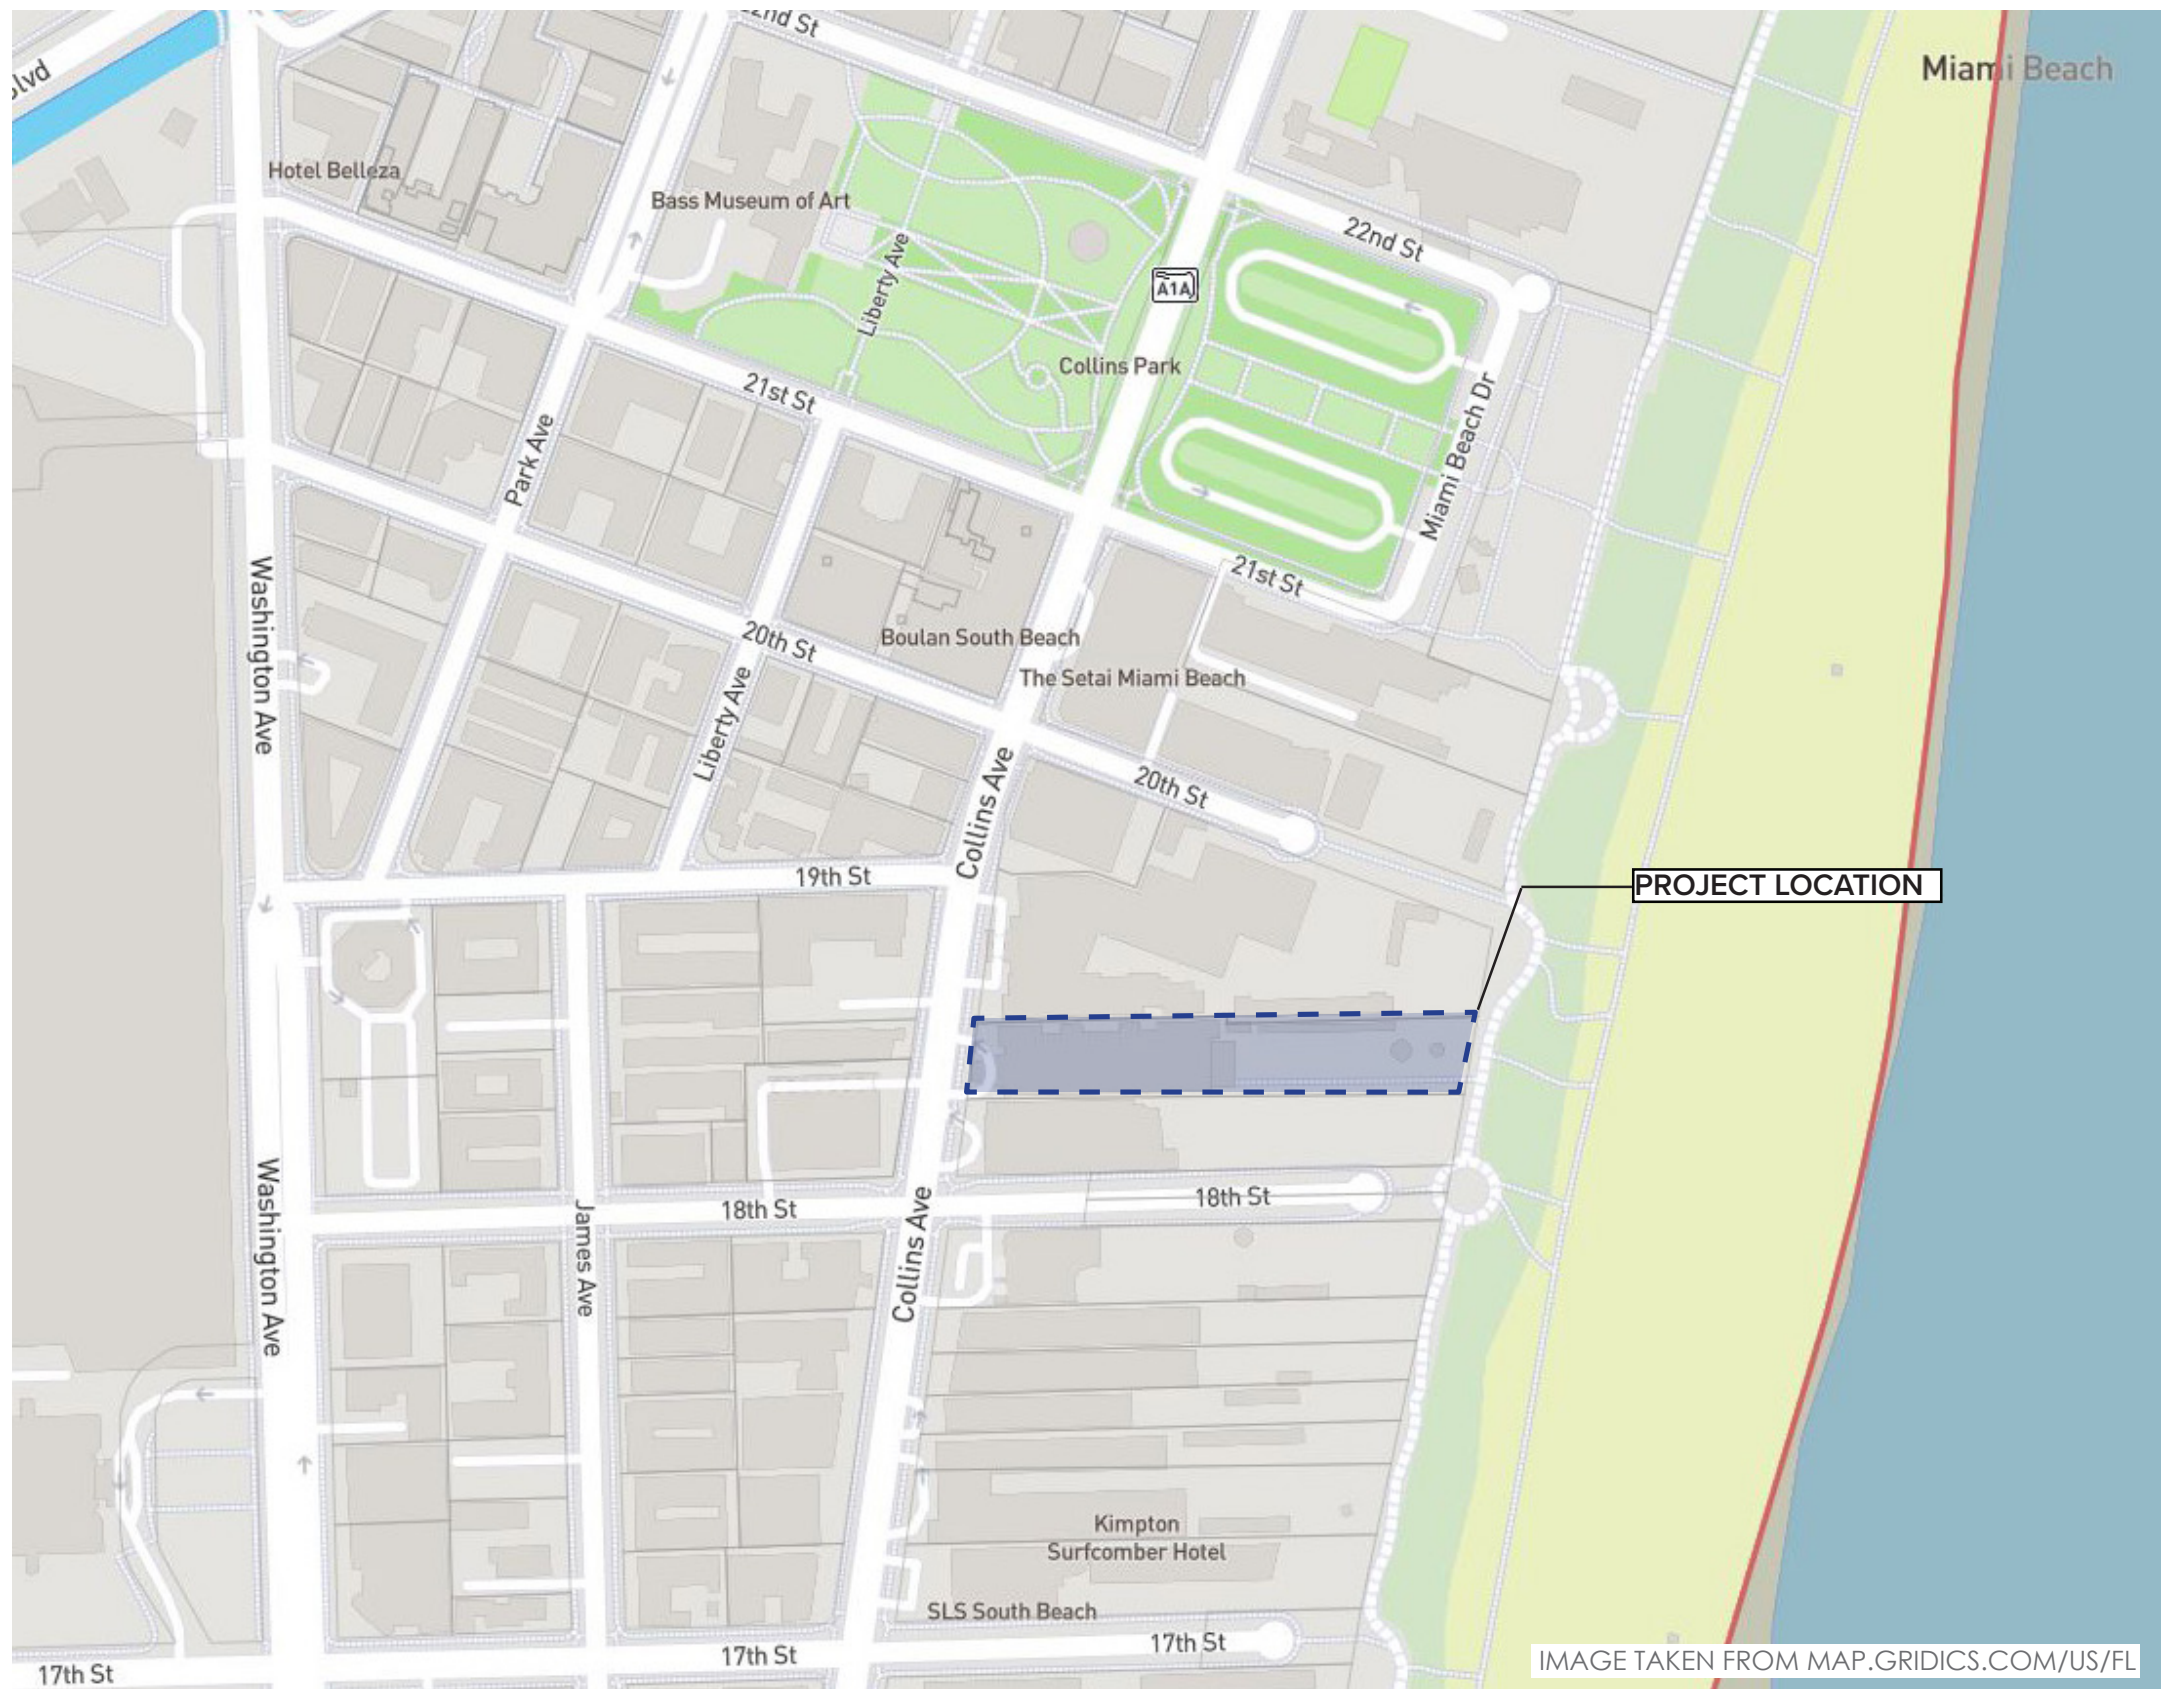 22nd St
Miami Beach
lvd
Hotel Belleza
Bass Museum of Art
22nd St
Liberty Ave
A1A
Collins Park
21st St
Miami Beach Dr
Park Ave
21st St
Washington Ave
20th St
Boulan South Beach
The Setai Miami Beach
Liberty Ave
Collins Ave
20th St
19th St
PROJECT LOCATION
Washington Ave
James Ave
18th St
Collins Ave
18th St
Kimpton
Surfcomber Hotel
SLS South Beach
17th St
17th St
17th St
IMAGE TAKEN FROM MAP.GRIDICS.COM/US/FL